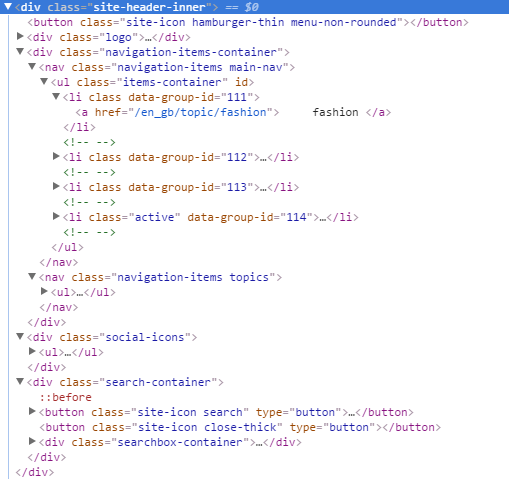 ▼<div class="site-header-inner"> == $0
<button class="site-icon hamburger-thin menu-non-rounded"></button>
▶<div class="logo">…</div>
▼<div class="navigation-items-container">
▼<nav class="navigation-items main-nav">
▼<ul class="items-container" id>
▼<li class data-group-id="111">
<a href="/en_gb/topic/fashion"> fashion </a>
</li>
<!-- -->
▶<li class data-group-id="112">…</li>
<!-- -->
▶<li class data-group-id="113">…</li>
<!-- -->
▶<li class="active" data-group-id="114">…</li>
<!-- -->
</ul>
</nav>
▼<nav class="navigation-items topics">
▶<ul>…</ul>
</nav>
</div>
▼<div class="social-icons">
▶<ul>…</ul>
</div>
▼<div class="search-container">
::before
▶<button class="site-icon search" type="button">…</button>
<button class="site-icon close-thick" type="button"></button>
▶<div class="searchbox-container">…</div>
</div>
</div>